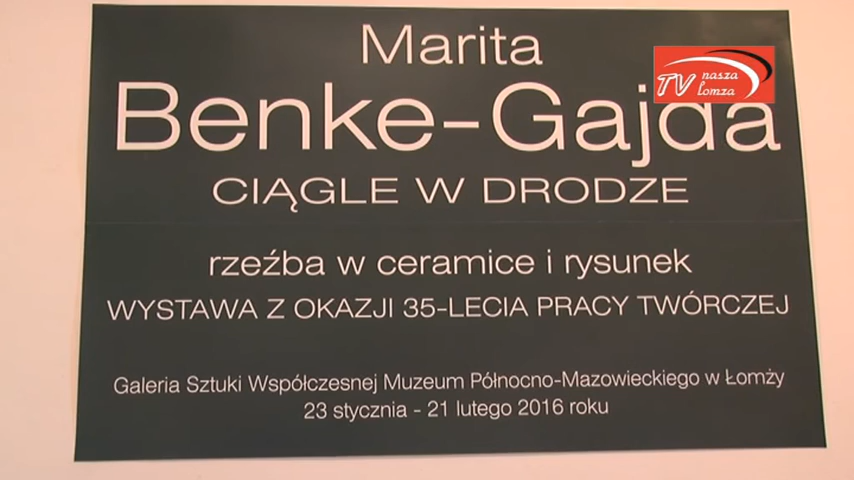 Marita
Benke-Gajda
CIĄGLE W DRODZE
rzeźba w ceramice i rysunek
WYSTAWA Z OKAZJI 35-LECIA PRACY TWÓRCZEJ
Galeria Sztuki Współczesnej Muzeum Północno-Mazowieckiego w Łomży
23 stycznia - 21 lutego 2016 roku
TV nasza
łomza